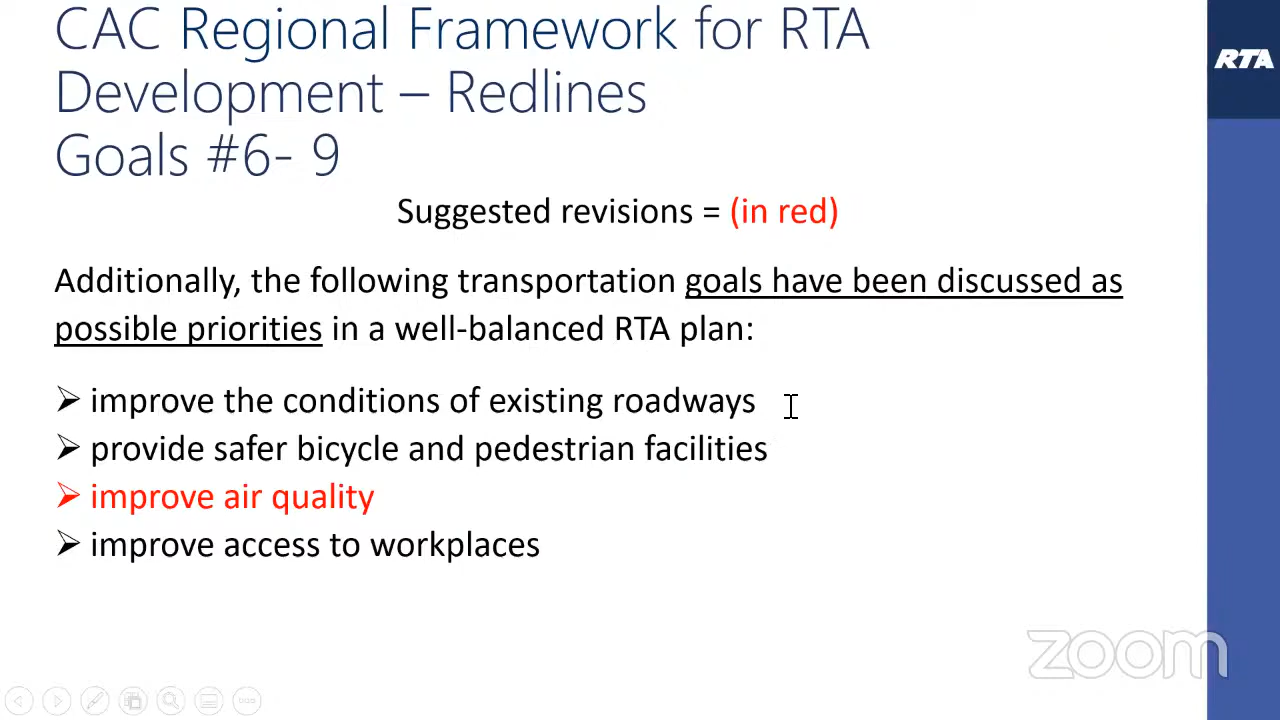 CAC Regional Framework for RTA
Development – Redlines
Goals #6- 9
RTA
Suggested revisions = (in red)
Additionally, the following transportation goals have been discussed as
possible priorities in a well-balanced RTA plan:
➢ improve the conditions of existing roadways
➢ provide safer bicycle and pedestrian facilities
➢ improve air quality
➢ improve access to workplaces
zoom